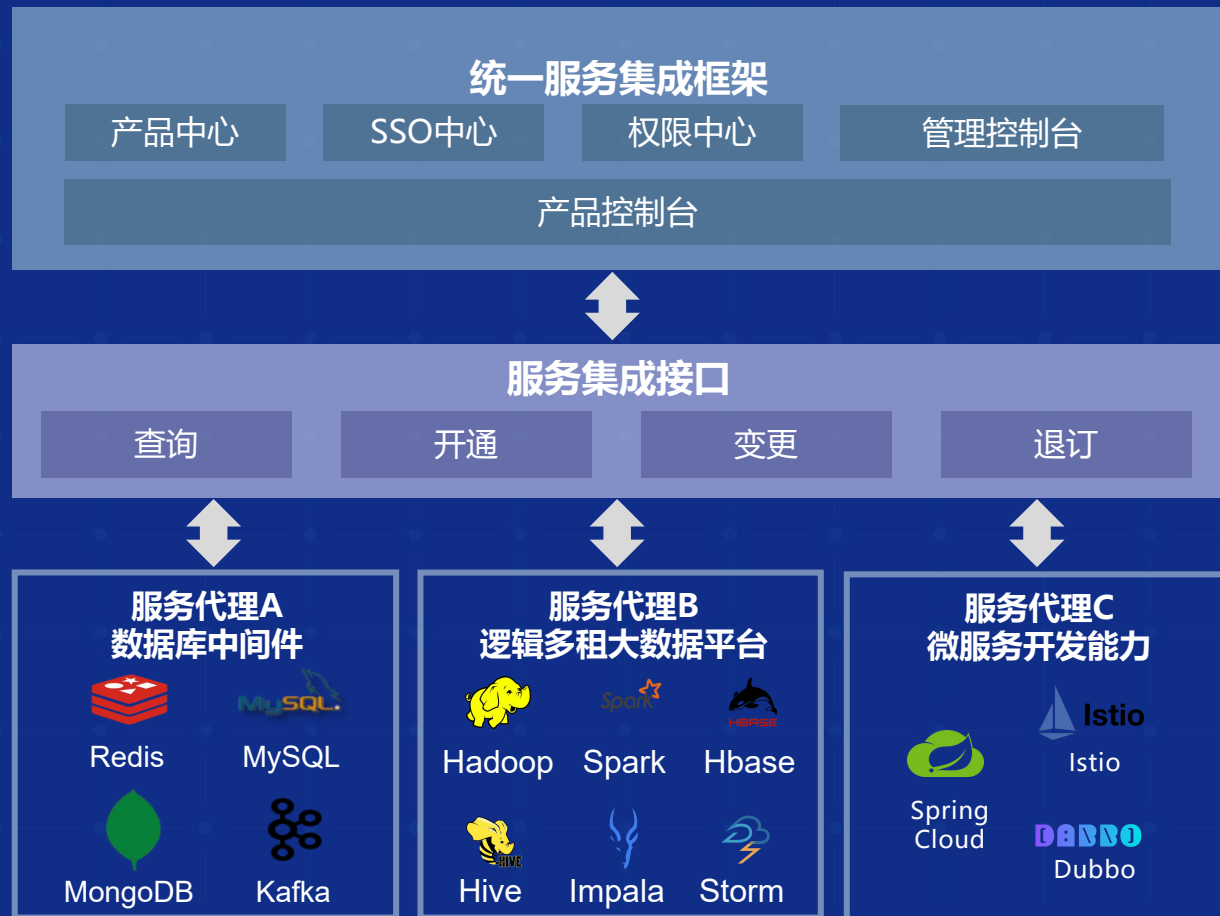 统一服务集成框架
产品中心 SSO中心 权限中心 管理控制台
产品控制台
服务集成接口
查询 开通 变更 退订
服务代理A
数据库中间件
MySQL.
Redis MySQL
MongoDB Kafka
服务代理B
逻辑多租大数据平台
Spark HBASE
Hadoop Spark Hbase
HIVE
Hive Impala Storm
服务代理C
微服务开发能力
Istio
Istio
Spring
Cloud
DUBBO
Dubbo